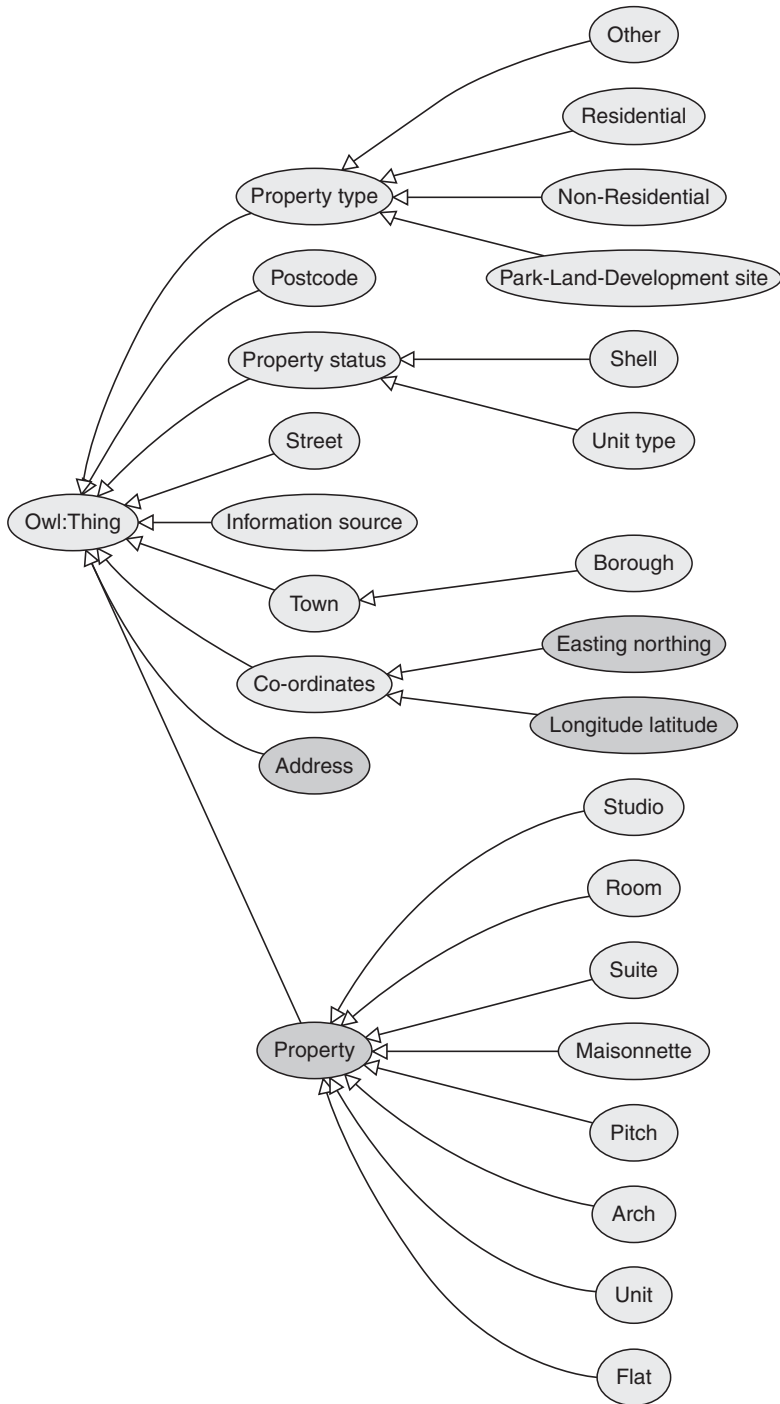 Other
Residential
Property type
Non-Residential
Postcode
Park-Land-Development site
Property status
Shell
Street
Unit type
Owl:Thing
Information source
Town
Borough
Co-ordinates
Easting northing
Address
Longitude latitude
Studio
Room
Suite
Property
Maisonnette
Pitch
Arch
Unit
Flat